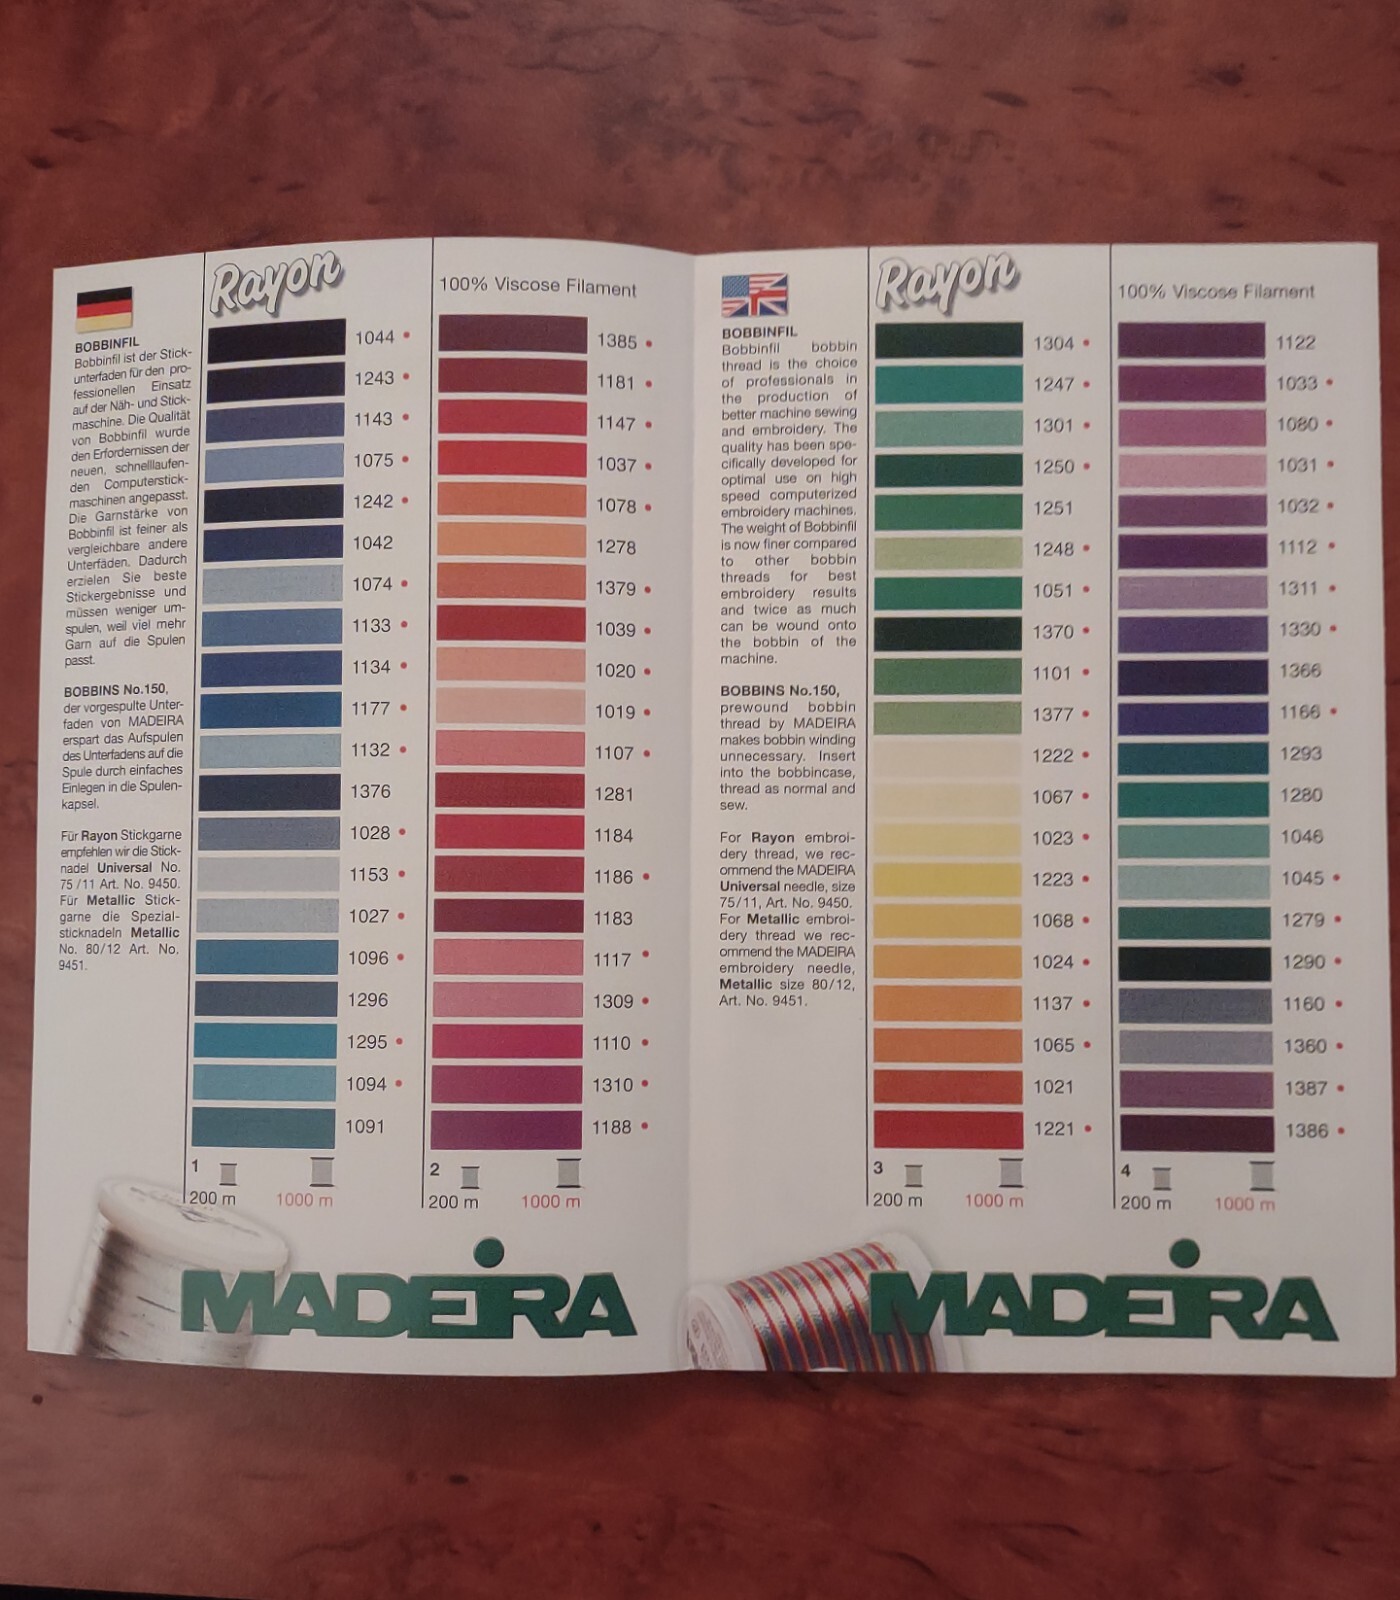 BOBBINFIL
Bobbinfil ist der Stick-
unterfaden für den pro-
fessionellen Einsatz
auf der Näh- und Stick-
maschine. Die Qualität
von Bobbinfil wurde
den Erfordernissen der
neuen, schnelllaufen-
den Computerstick-
maschinen angepasst.
Die Garnstärke von
Bobbinfil ist feiner als
vergleichbare andere
Unterfäden. Dadurch
erzielen Sie beste
Stickergebnisse und
müssen weniger um-
spulen, weil viel mehr
Garn auf die Spulen
passt.
BOBBINS No.150,
der vorgespulte Unter-
faden von MADEIRA
erspart das Aufspulen
des Unterfadens auf die
Spule durch einfaches
Einlegen in die Spulen-
kapsel.
Für Rayon Stickgarne
empfehlen wir die Stick-
nadel Universal No.
75 /11 Art. No. 9450.
Für Metallic Stick-
garne die Spezial-
sticknadeln Metallic
No. 80/12 Art. No.
9451.
Rayon
1044
1243
1143
1075
1242
1042
1074
1133
1134
1177
1132
1376
1028
1153
1027
1096
1296
1295
1094
1091
1
200 m 1000 m
100% Viscose Filament
1385
1181
1147
1037
1078
1278
1379
1039
1020
1019
1107
1281
1184
1186
1183
1117
1309
1110
1310
1188
2
200 m 1000 m
MADEIRA
BOBBINFIL
Bobbinfil bobbin
thread is the choice
of professionals in
the production of
better machine sewing
and embroidery. The
quality has been spe-
cifically developed for
optimal use on high
speed computerized
embroidery machines.
The weight of Bobbinfil
is now finer compared
to other bobbin
threads for best
embroidery results
and twice as much
can be wound onto
the bobbin of the
machine.
BOBBINS No.150,
prewound bobbin
thread by MADEIRA
makes bobbin winding
unnecessary. Insert
into the bobbincase,
thread as normal and
sew.
For Rayon embroi-
dery thread, we rec-
ommend the MADEIRA
Universal needle, size
75/11, Art. No. 9450.
For Metallic embroi-
dery thread we rec-
ommend the MADEIRA
embroidery needle,
Metallic size 80/12,
Art. No. 9451.
Rayon
1304
1247
1301
1250
1251
1248
1051
1370
1101
1377
1222
1067
1023
1223
1068
1024
1137
1065
1021
1221
3
200 m 1000 m
100% Viscose Filament
1122
1033
1080
1031
1032
1112
1311
1330
1366
1166
1293
1280
1046
1045
1279
1290
1160
1360
1387
1386
4
200 m 1000 m
MADEIRA